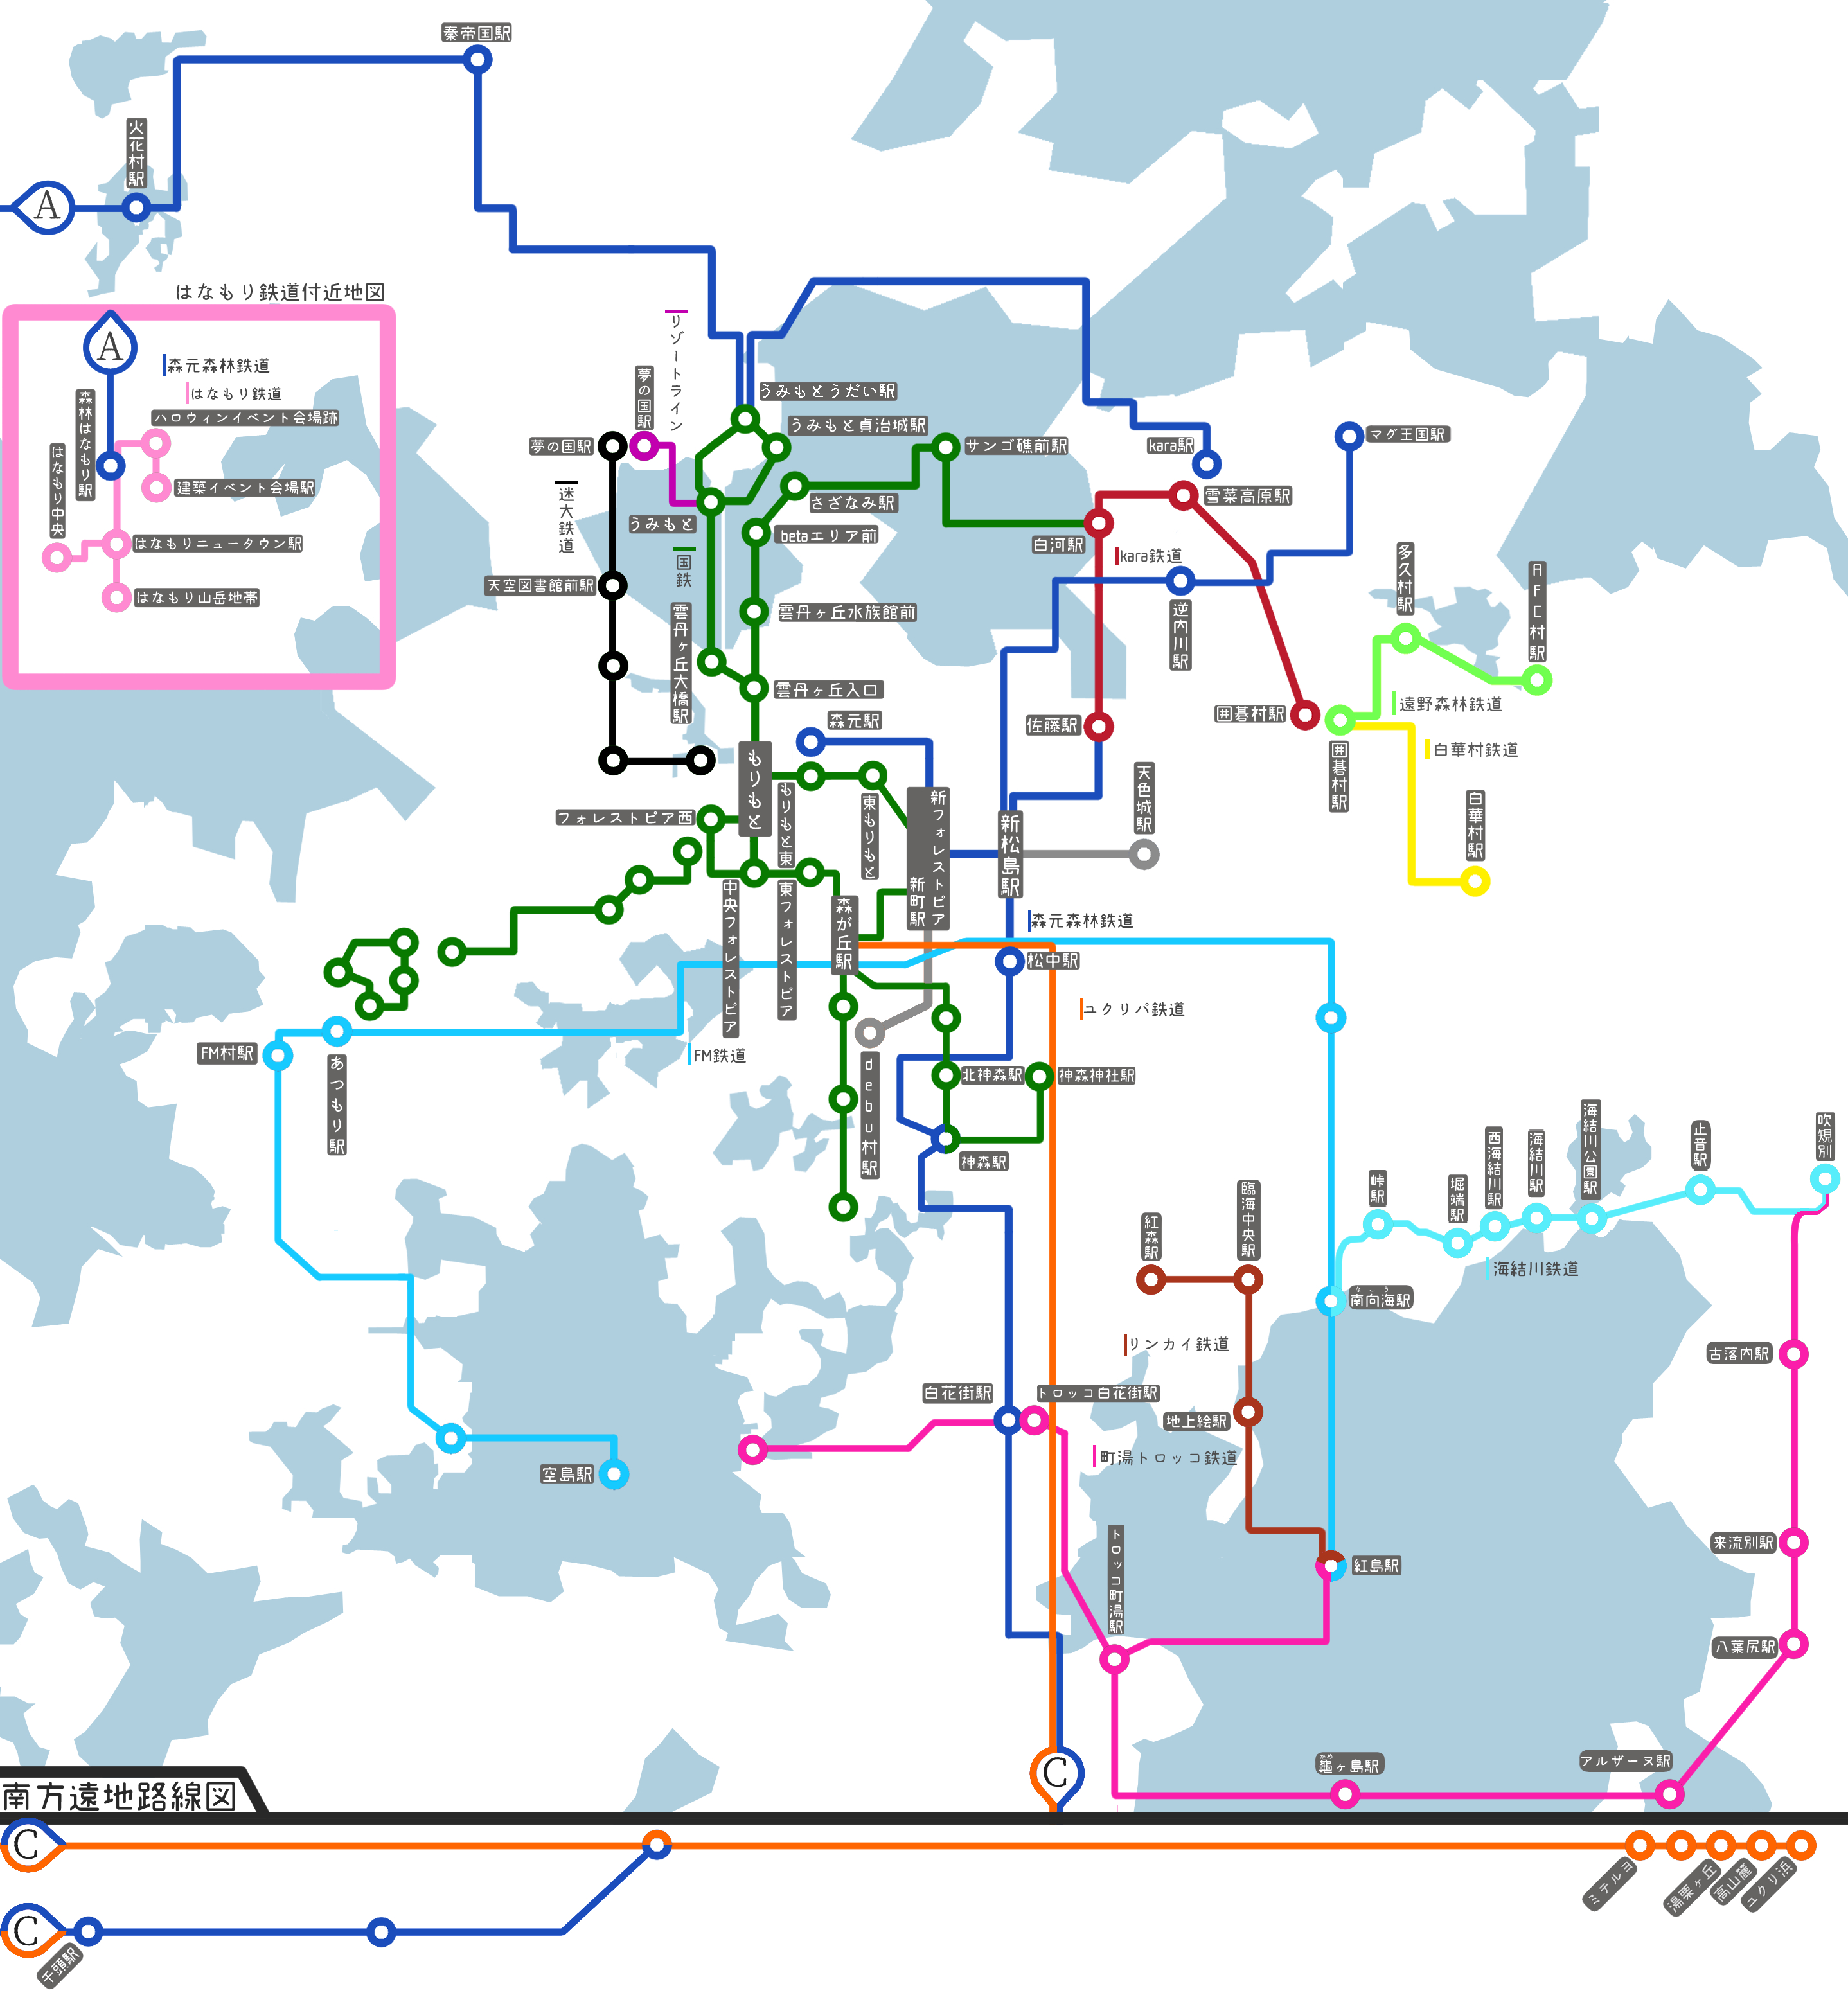 秦帝国駅
火花村駅
A
はなもり鉄道付近地図
A
森元森林鉄道
はなもり鉄道
森林はなもり駅
ハロウィンイベント会場跡
はなもり中央
建築イベント会場駅
はなもりニュータウン駅
はなもり山岳地帯
リゾートライン
夢の国駅
夢の国駅
うみもとうだい駅
うみもと貞治城駅
サンゴ礁前駅
kara駅
マグ王国駅
迷大鉄道
うみもと
さざなみ駅
雪菜高原駅
betaエリア前
国鉄
白河駅
kara鉄道
天空図書館前駅
雲丹ヶ丘大橋駅
雲丹ヶ丘水族館前
逆内川駅
多久村駅
AFC村駅
雲丹ヶ丘入口
森元駅
佐藤駅
囲碁村駅
囲碁村駅
遠野森林鉄道
白華村鉄道
白華村駅
もりもと
もりもと東
東もりもと
新フォレストピア
新町駅
新松島駅
天色城駅
フォレストピア西
中央フォレストピア
東フォレストピア
森が丘駅
森元森林鉄道
松中駅
ユクリバ鉄道
FM村駅
あつもり駅
FM鉄道
debu村駅
北神森駅
神森神社駅
神森駅
紅森駅
臨海中央駅
峠駅
堀端駅
西海結川駅
海結川駅
海結川公園駅
止音駅
吹規別
海結川鉄道
なこう
南向海駅
リンカイ鉄道
古落内駅
白花街駅
トロッコ白花街駅
地上絵駅
町湯トロッコ鉄道
空島駅
トロッコ町湯駅
紅島駅
来流別駅
八葉尻駅
かめ
龜ヶ島駅
アルザーヌ駅
C
南方遠地路線図
C
ミテルヨ
湯栗ヶ丘
高山麓
ユクリ浜
C
千頭駅